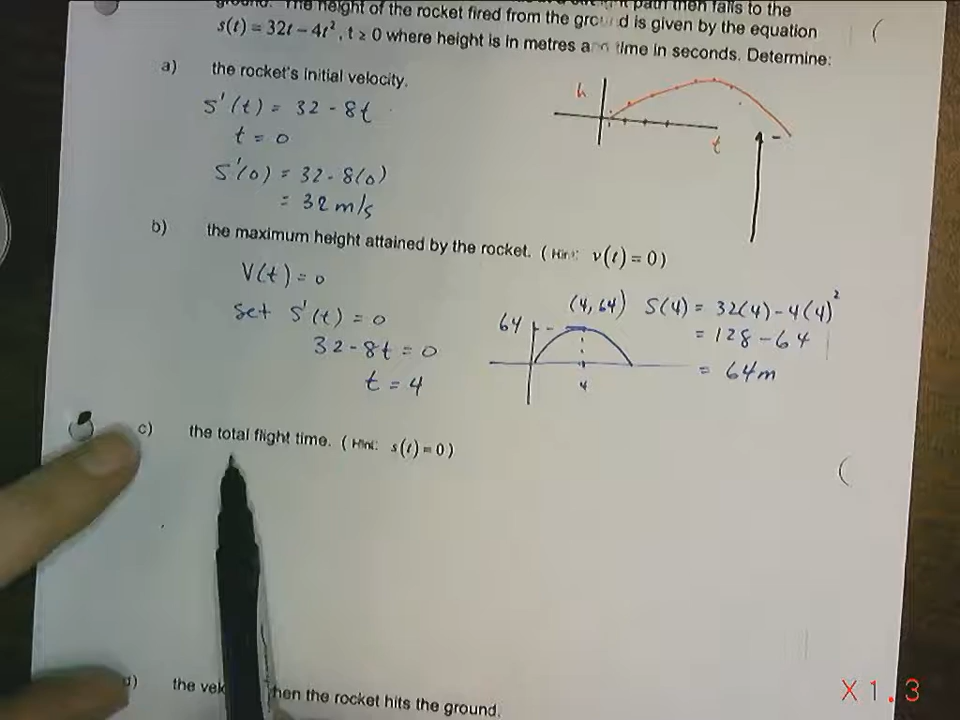 ground. The height of the rocket fired from the ground is given by the equation
s(t) = 32t − 4t², t ≥ 0 where height is in metres and time in seconds. Determine:
a) the rocket's initial velocity.
S'(t) = 32 - 8t
t = 0
S'(0) = 32 - 8(0)
= 32 m/s
h
t
b) the maximum height attained by the rocket. (Hint: v(t) = 0)
V(t) = 0
set S'(t) = 0
32 - 8t = 0
t = 4
64
4
(4, 64)
S(4) = 32(4) - 4(4)²
= 128 - 64
= 64m
c) the total flight time. (Hint: s(t) = 0)
d) the when the rocket hits the ground.
X 1.3